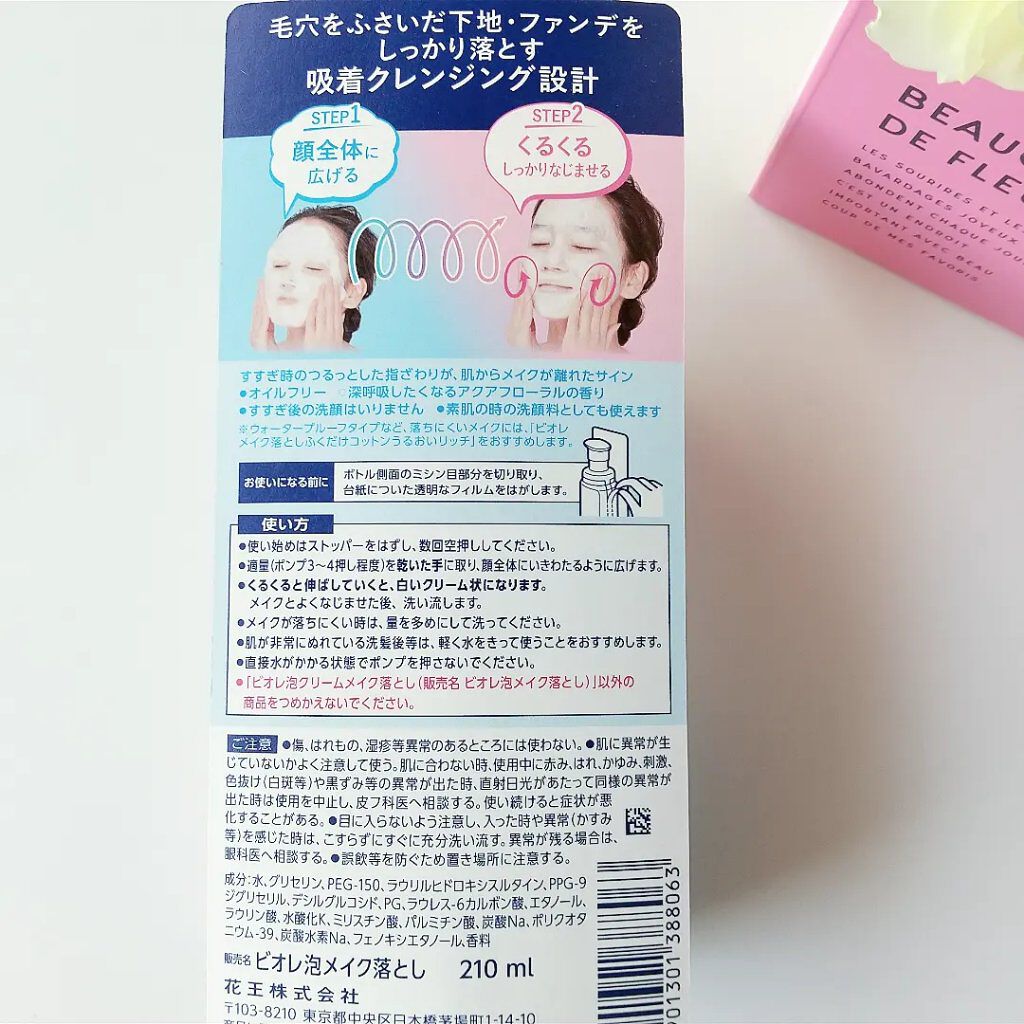 毛穴をふさいだ下地・ファンデを
しっかり落とす
吸着クレンジング設計
STEP1
顔全体に
広げる
STEP2
くるくる
しっかりなじませる
すすぎ時のつるっとした指ざわりが、肌からメイクが離れたサイン
●オイルフリー ○深呼吸したくなるアクアフローラルの香り
●すすぎ後の洗顔はいりません ●素肌の時の洗顔料としても使えます
※ウォータープルーフタイプなど、落ちにくいメイクには、「ビオレ
メイク落としふくだけコットンうるおいリッチ」をおすすめします。
お使いになる前に
ボトル側面のミシン目部分を切り取り、
台紙についた透明なフィルムをはがします。
使い方
●使い始めはストッパーをはずし、数回空押ししてください。
●適量(ポンプ3〜4押し程度)を乾いた手に取り、顔全体にいきわたるように広げます。
●くるくると伸ばしていくと、白いクリーム状になります。
メイクとよくなじませた後、洗い流します。
●メイクが落ちにくい時は、量を多めにして洗ってください。
●肌が非常にぬれている洗髪後等は、軽く水をきって使うことをおすすめします。
●直接水がかかる状態でポンプを押さないでください。
●「ビオレ泡クリームメイク落とし(販売名 ビオレ泡メイク落とし)」以外の
商品をつめかえないでください。
ご注意 ●傷、はれもの、湿疹等異常のあるところには使わない。●肌に異常が生
じていないかよく注意して使う。肌に合わない時、使用中に赤み、はれ、かゆみ、刺激、
色抜け(白斑等)や黒ずみ等の異常が出た時、直射日光があたって同様の異常が
出た時は使用を中止し、皮フ科医へ相談する。使い続けると症状が悪
化することがある。●目に入らないよう注意し、入った時や異常(かすみ
等)を感じた時は、こすらずにすぐに充分洗い流す。異常が残る場合は、
眼科医へ相談する。●誤飲等を防ぐため置き場所に注意する。
成分:水、グリセリン、PEG-150、ラウリルヒドロキシスルタイン、PPG-9
ジグリセリル、デシルグルコシド、PG、ラウレス-6カルボン酸、エタノール、
ラウリン酸、水酸化K、ミリスチン酸、パルミチン酸、炭酸Na、ポリクオタ
ニウム-39、炭酸水素Na、フェノキシエタノール、香料
販売名 ビオレ泡メイク落とし 210 ml
花王株式会社
〒103-8210 東京都中央区日本橋茅場町1-14-10
901301 388063
BEAU
DE FLE
LES SOURIRES ET LE
BAVARDAGES JOYEUX
ABONDENT CHAQUE JOU
C'EST UN ENDROIT
IMPORTANT AVEC BEAU
COUP DE MES FAVORIS